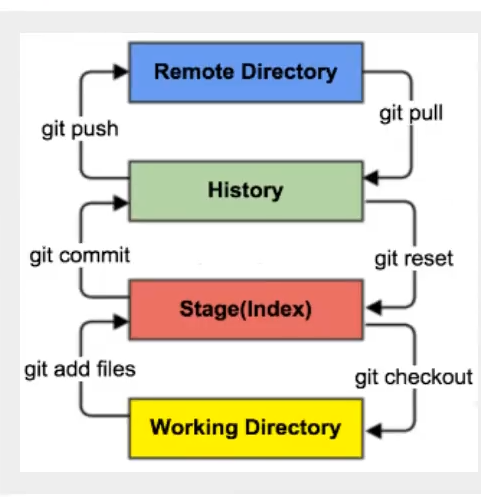 Remote Directory
git push
git pull
History
git commit
git reset
Stage(Index)
git add files
git checkout
Working Directory